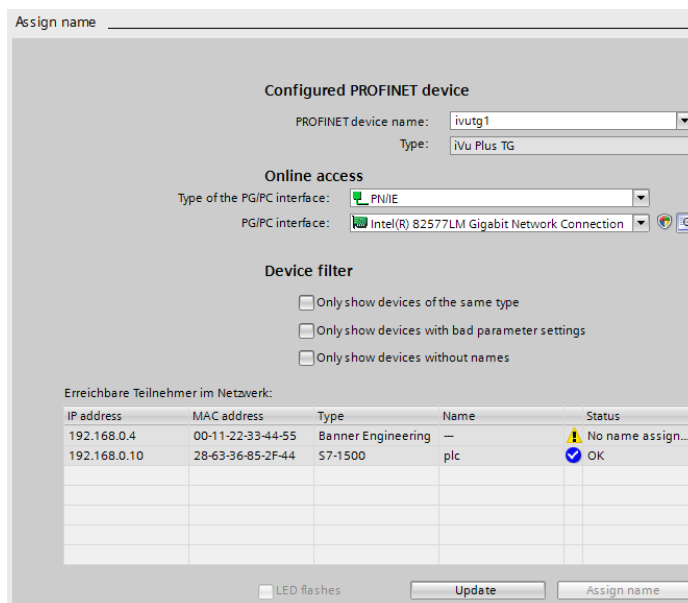 Assign name
Configured PROFINET device
PROFINET device name: ivutg1
Type: iVu Plus TG
Online access
Type of the PG/PC interface: PN/IE
PG/PC interface: Intel(R) 82577LM Gigabit Network Connection
Device filter
Only show devices of the same type
Only show devices with bad parameter settings
Only show devices without names
Erreichbare Teilnehmer im Netzwerk:
IP address MAC address Type Name Status
192.168.0.4 00-11-22-33-44-55 Banner Engineering — No name assign...
192.168.0.10 28-63-36-85-2F-44 S7-1500 plc OK
LED flashes Update Assign name